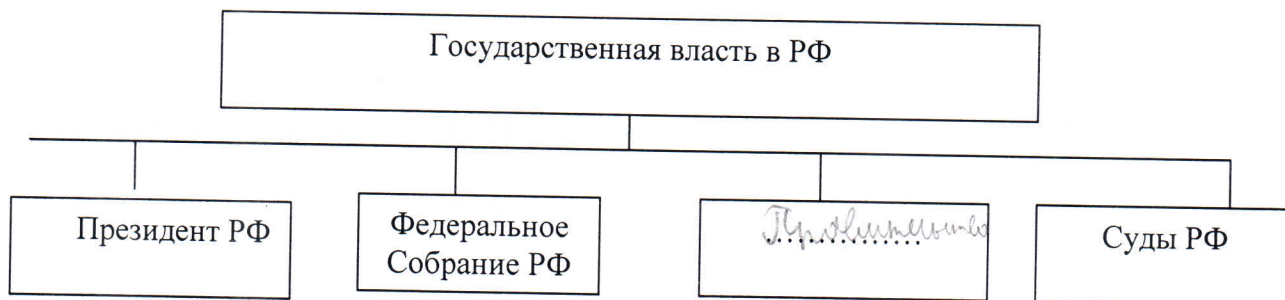 Государственная власть в РФ
Президент РФ
Федеральное
Собрание РФ
Правительство
..............
Суды РФ